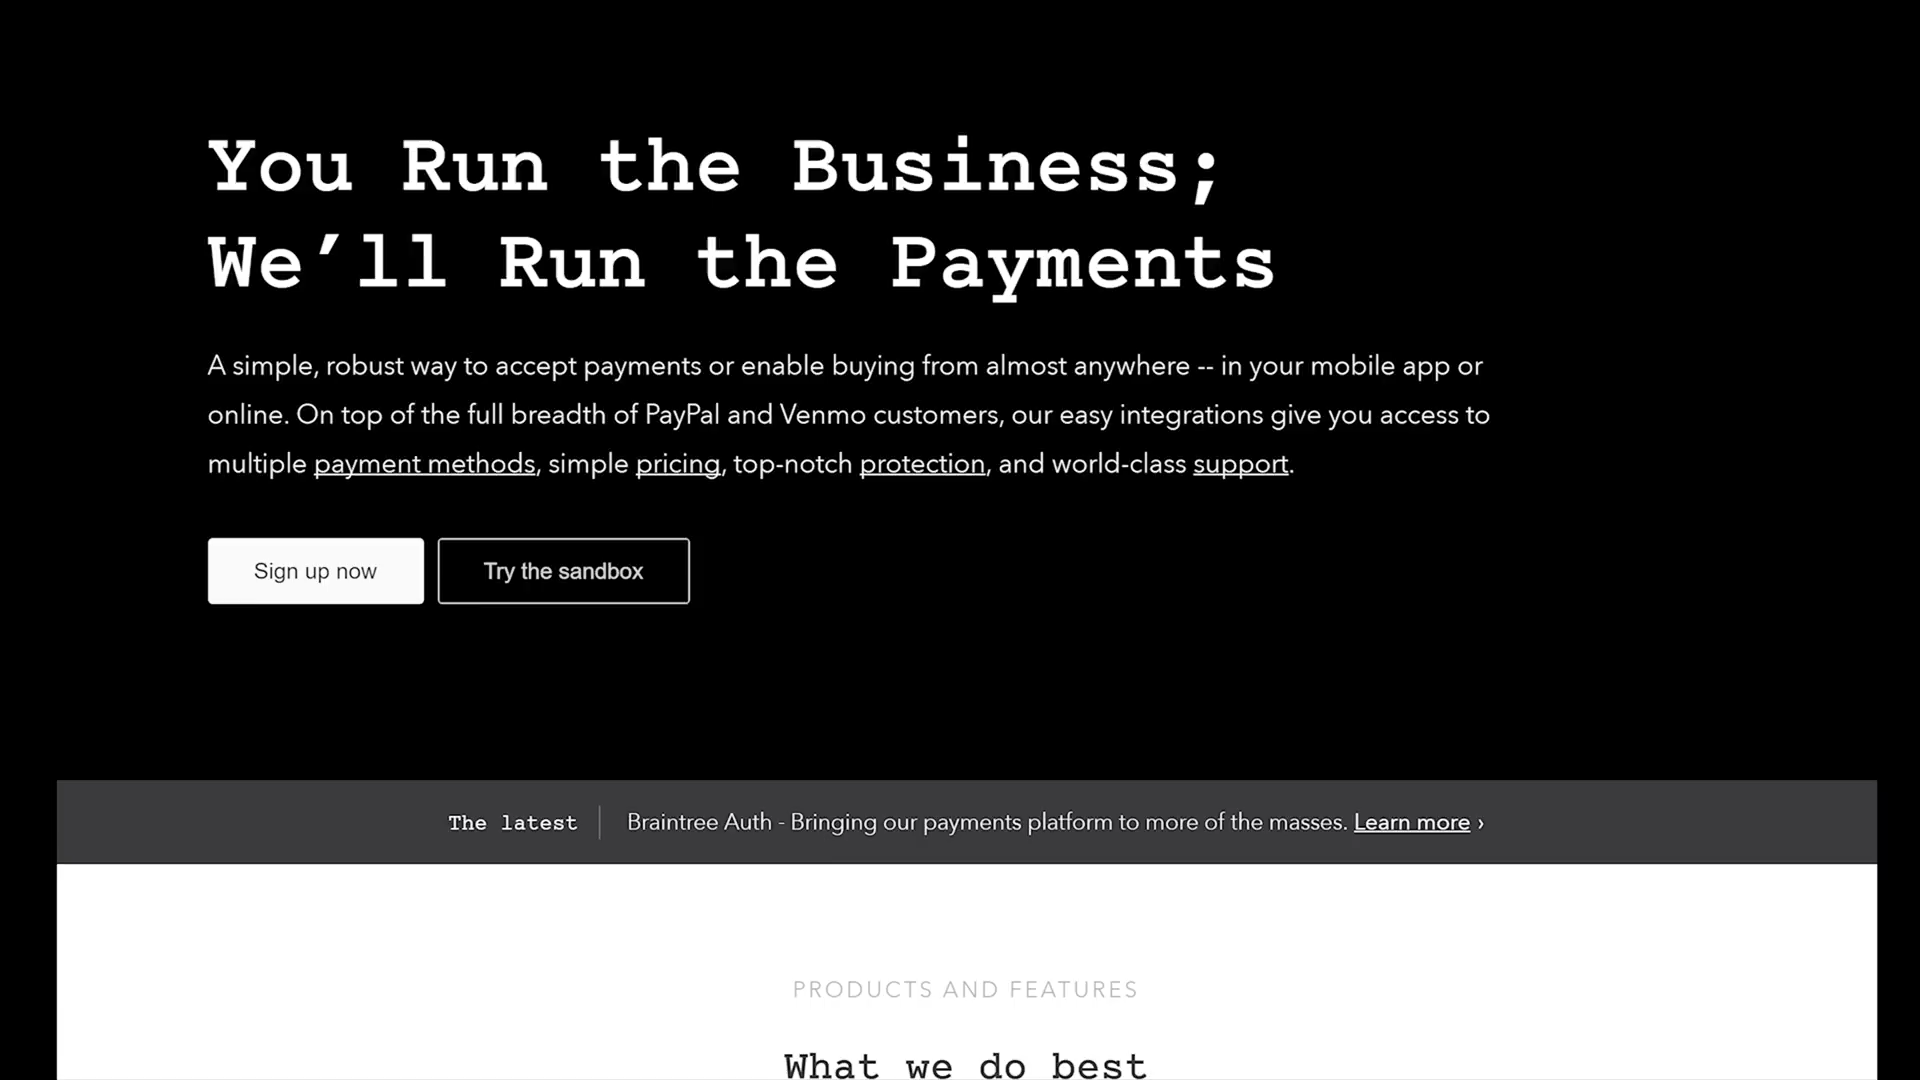 You Run the Business;
We’ll Run the Payments
A simple, robust way to accept payments or enable buying from almost anywhere -- in your mobile app or
online. On top of the full breadth of PayPal and Venmo customers, our easy integrations give you access to
multiple payment methods, simple pricing, top-notch protection, and world-class support.
Sign up now
Try the sandbox
The latest
Braintree Auth - Bringing our payments platform to more of the masses. Learn more ›
PRODUCTS AND FEATURES
What we do best